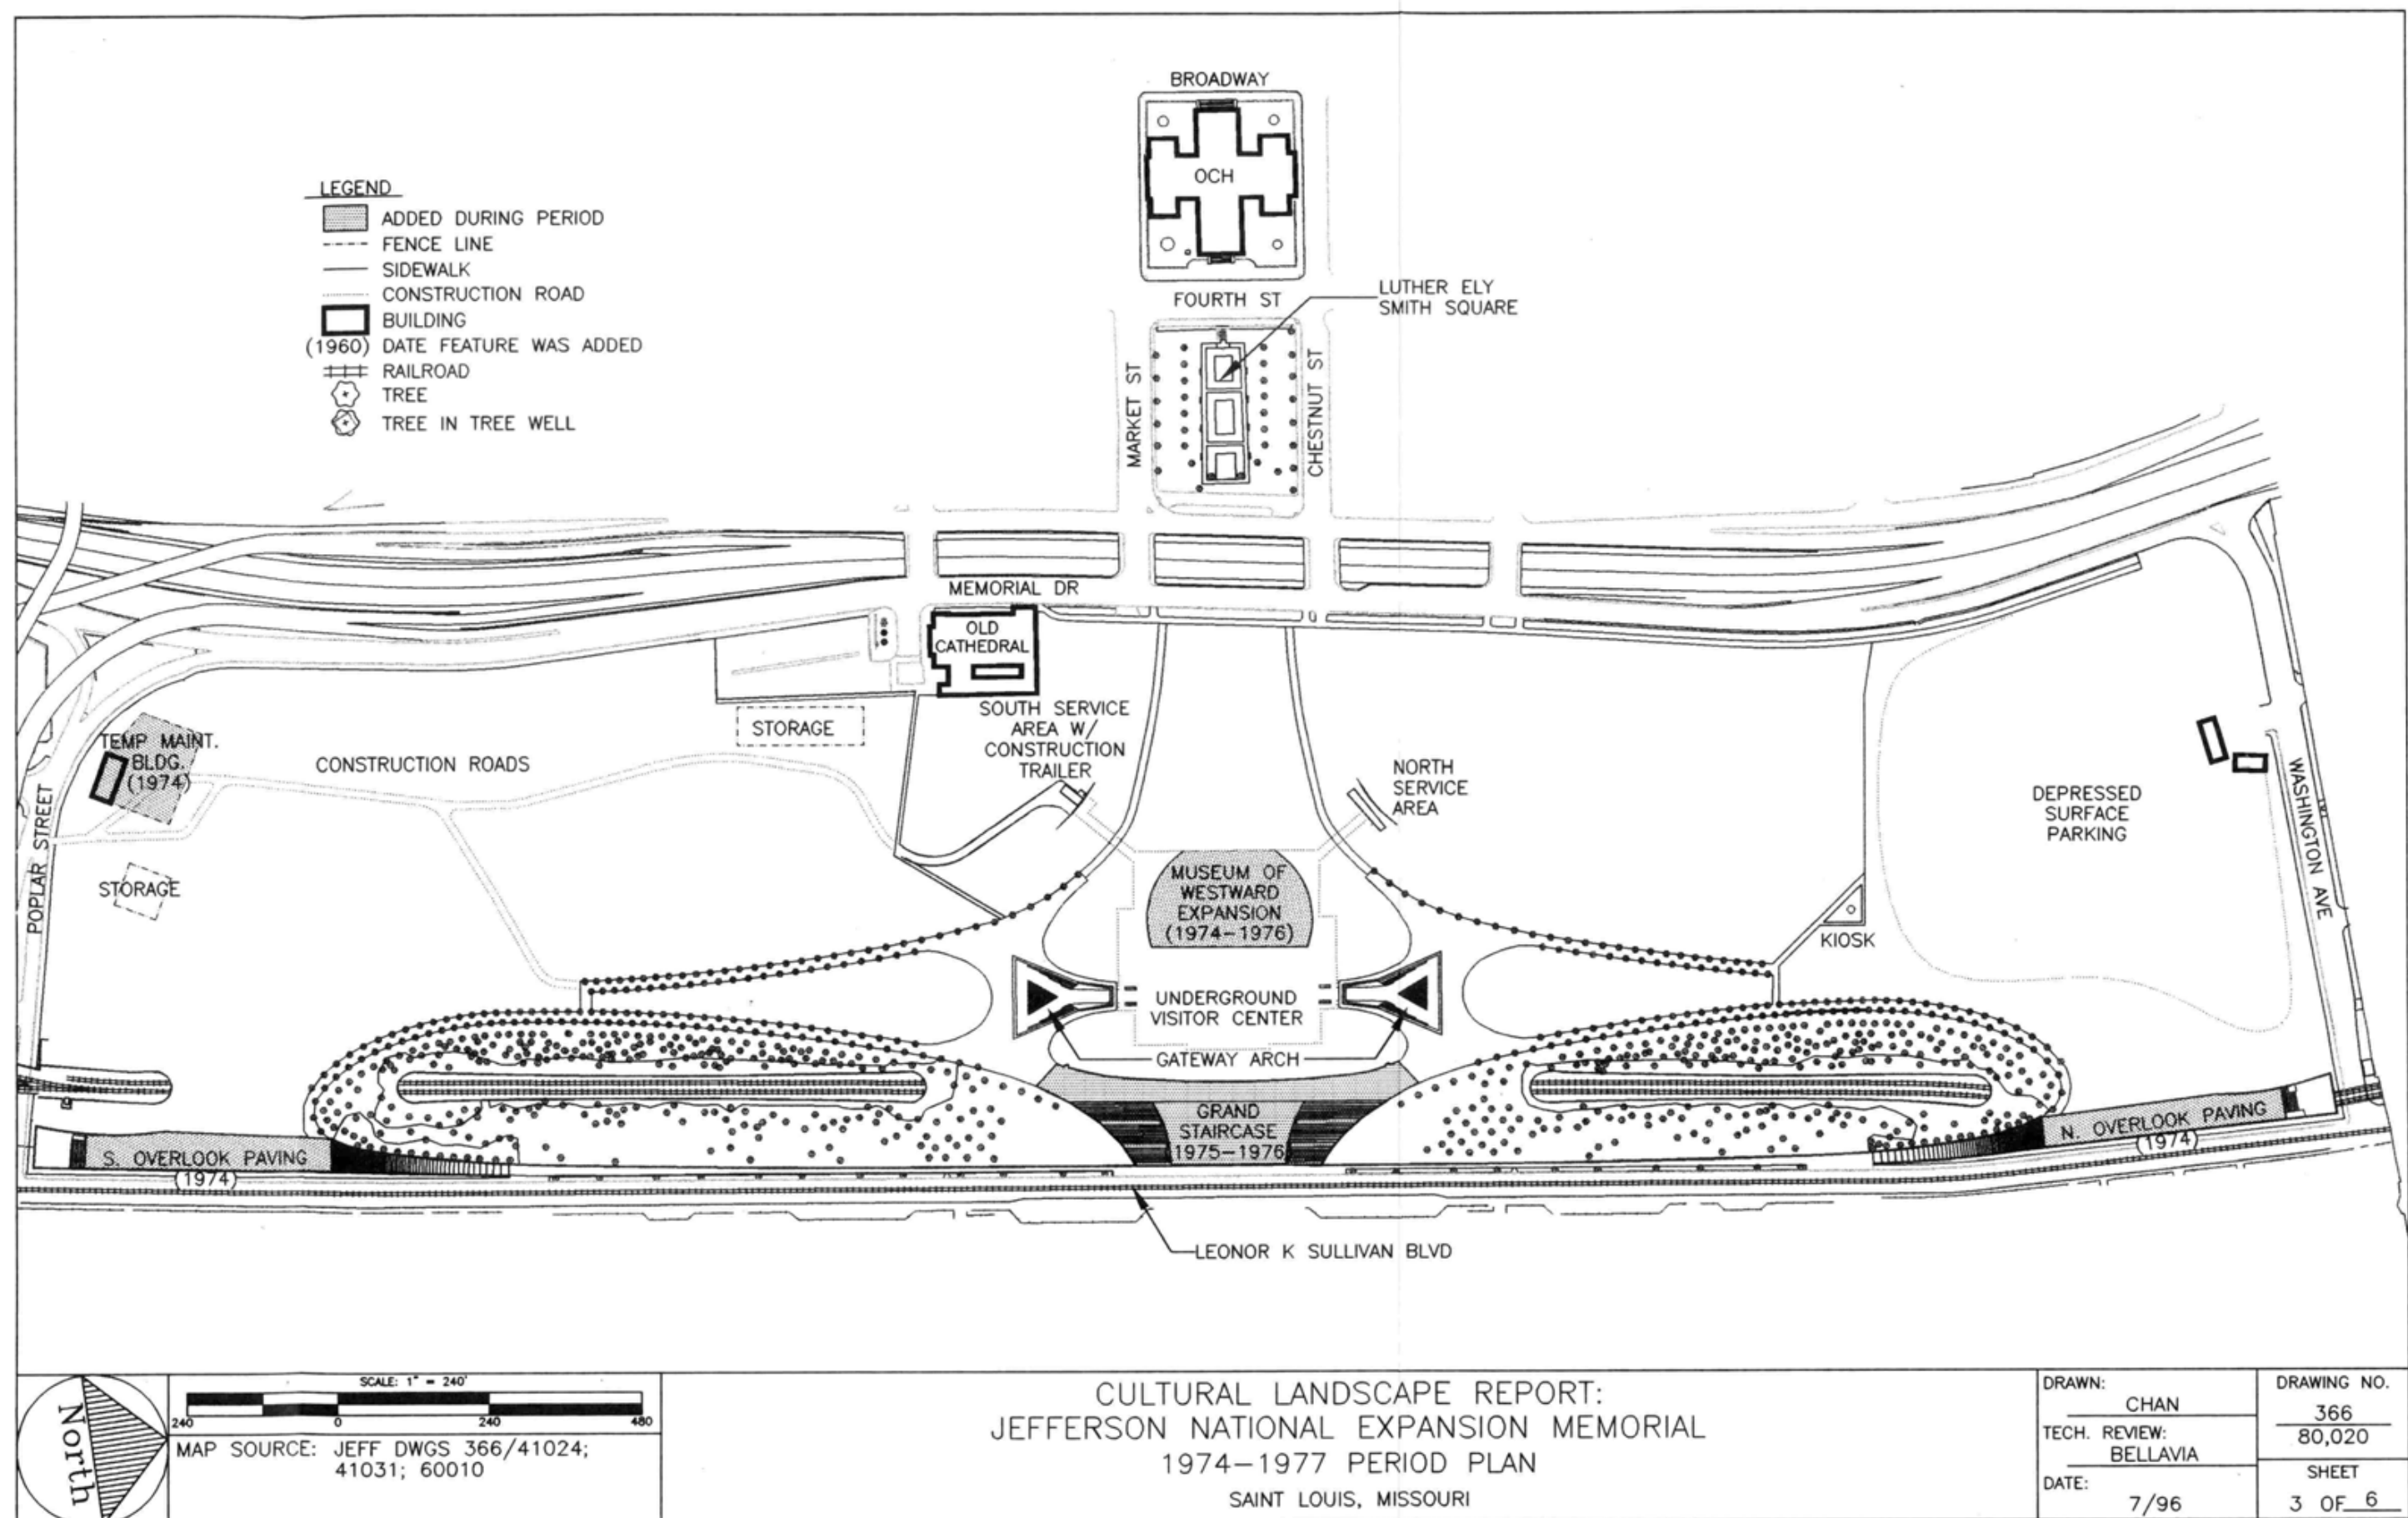 BROADWAY
OCH
LEGEND
ADDED DURING PERIOD
FENCE LINE
SIDEWALK
CONSTRUCTION ROAD
BUILDING
(1960) DATE FEATURE WAS ADDED
RAILROAD
TREE
TREE IN TREE WELL
FOURTH ST
LUTHER ELY
SMITH SQUARE
MARKET ST
CHESTNUT ST
MEMORIAL DR
OLD
CATHEDRAL
SOUTH SERVICE
AREA W/
CONSTRUCTION
TRAILER
STORAGE
TEMP MAINT.
BLDG.
(1974)
CONSTRUCTION ROADS
NORTH
SERVICE
AREA
DEPRESSED
SURFACE
PARKING
WASHINGTON AVE
POPLAR STREET
STORAGE
MUSEUM OF
WESTWARD
EXPANSION
(1974-1976)
KIOSK
UNDERGROUND
VISITOR CENTER
GATEWAY ARCH
GRAND
STAIRCASE
(1975-1976)
S. OVERLOOK PAVING
(1974)
N. OVERLOOK PAVING
(1974)
LEONOR K SULLIVAN BLVD
North
SCALE: 1" = 240'
240 0 240 480
MAP SOURCE: JEFF DWGS 366/41024;
41031; 60010
CULTURAL LANDSCAPE REPORT:
JEFFERSON NATIONAL EXPANSION MEMORIAL
1974-1977 PERIOD PLAN
SAINT LOUIS, MISSOURI
DRAWN:
CHAN
TECH. REVIEW:
BELLAVIA
DATE:
7/96
DRAWING NO.
366
80,020
SHEET
3 OF 6